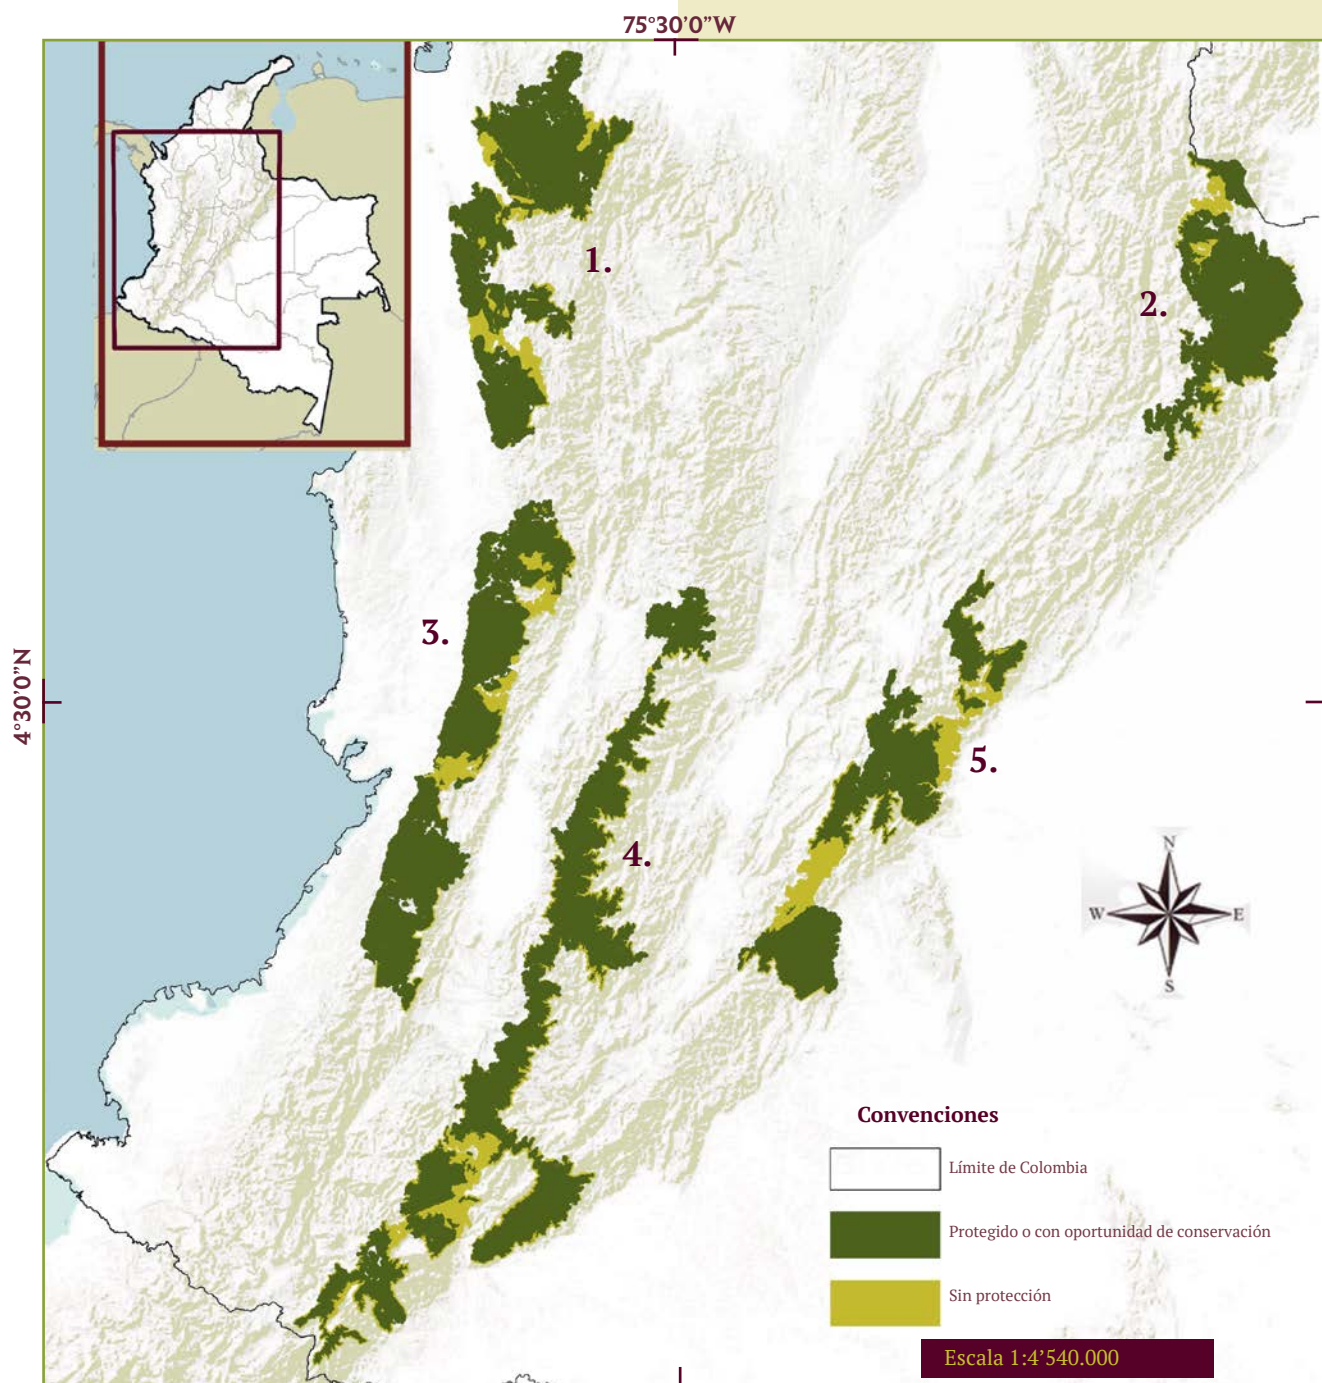 75°30’0”W
1.
2.
3.
4°30’0”N
5.
4.
N
W
E
S
Convenciones
Límite de Colombia
Protegido o con oportunidad de conservación
Sin protección
Escala 1:4’540.000